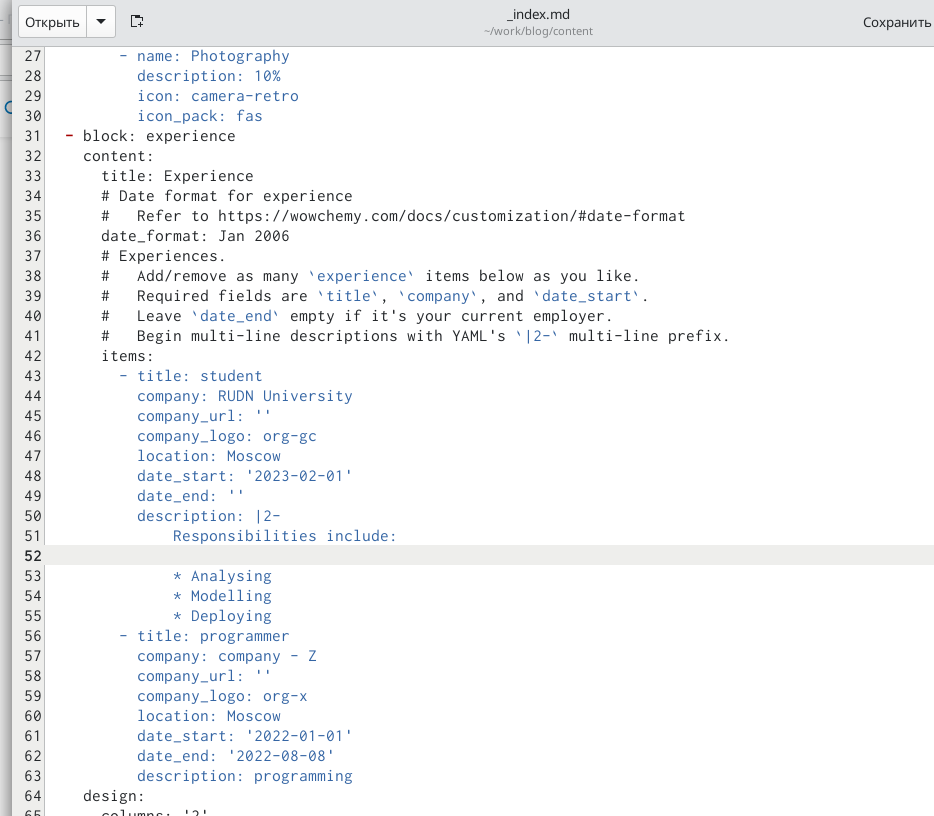 Открыть
_index.md
~/work/blog/content
Сохранить
27 - name: Photography
28 description: 10%
29 icon: camera-retro
30 icon_pack: fas
31 - block: experience
32 content:
33 title: Experience
34 # Date format for experience
35 #   Refer to https://wowchemy.com/docs/customization/#date-format
36 date_format: Jan 2006
37 # Experiences.
38 #   Add/remove as many `experience` items below as you like.
39 #   Required fields are `title`, `company`, and `date_start`.
40 #   Leave `date_end` empty if it's your current employer.
41 #   Begin multi-line descriptions with YAML's `|2-` multi-line prefix.
42 items:
43 - title: student
44 company: RUDN University
45 company_url: ''
46 company_logo: org-gc
47 location: Moscow
48 date_start: '2023-02-01'
49 date_end: ''
50 description: |2-
51 Responsibilities include:
52
53 * Analysing
54 * Modelling
55 * Deploying
56 - title: programmer
57 company: company - Z
58 company_url: ''
59 company_logo: org-x
60 location: Moscow
61 date_start: '2022-01-01'
62 date_end: '2022-08-08'
63 description: programming
64 design:
65 columns: '2'